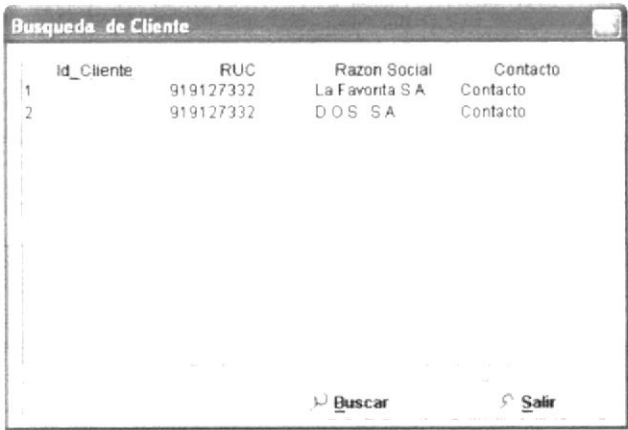 Busqueda de Cliente
Id_Cliente RUC Razon Social Contacto
1 919127332 La Favorita S A Contacto
2 919127332 D O S S A Contacto
Buscar Salir